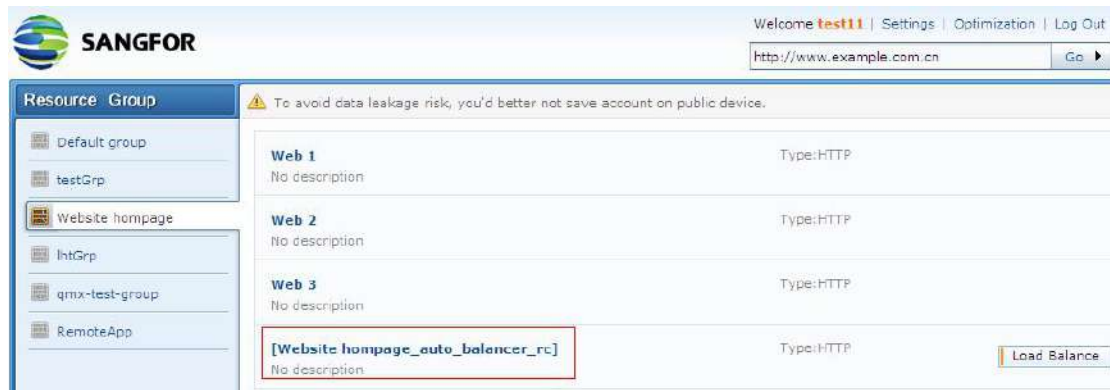 SANGFOR
Welcome test11 | Settings | Optimization | Log Out
http://www.example.com.cn
Go
Resource Group
To avoid data leakage risk, you'd better not save account on public device.
Default group
testGrp
Website hompage
lhtGrp
qmx-test-group
RemoteApp
Web 1
Type:HTTP
No description
Web 2
Type:HTTP
No description
Web 3
Type:HTTP
No description
[Website hompage_auto_balancer_rc]
Type:HTTP
Load Balance
No description